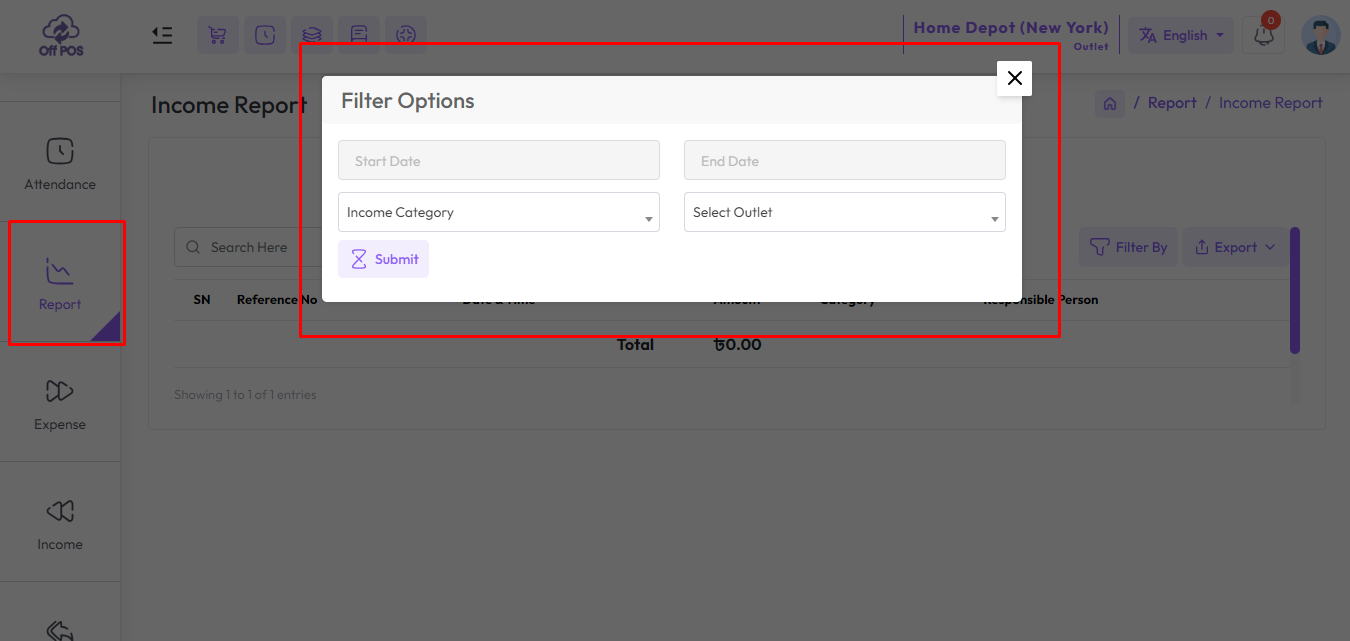 Off POS
Home Depot (New York)
Outlet
English
0
Income Report
/ Report / Income Report
Filter Options
Start Date
End Date
Income Category
Select Outlet
Submit
Attendance
Report
Expense
Income
Search Here
Filter By
Export
SN
Reference No
Date & Time
Amount
Category
Responsible Person
Total
৳0.00
Showing 1 to 1 of 1 entries